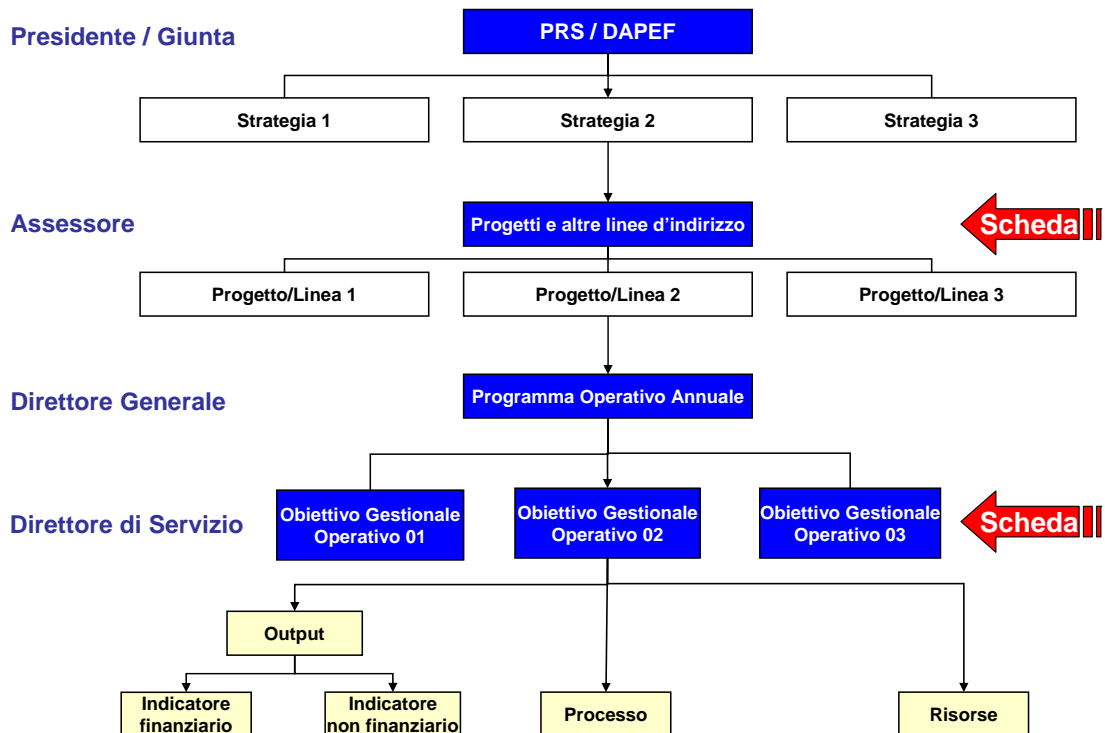 Presidente / Giunta
PRS / DAPEF
Strategia 1
Strategia 2
Strategia 3
Assessore
Progetti e altre linee d'indirizzo
Scheda
Progetto/Linea 1
Progetto/Linea 2
Progetto/Linea 3
Direttore Generale
Programma Operativo Annuale
Direttore di Servizio
Obiettivo Gestionale
Operativo 01
Obiettivo Gestionale
Operativo 02
Obiettivo Gestionale
Operativo 03
Scheda
Output
Indicatore
finanziario
Indicatore
non finanziario
Processo
Risorse